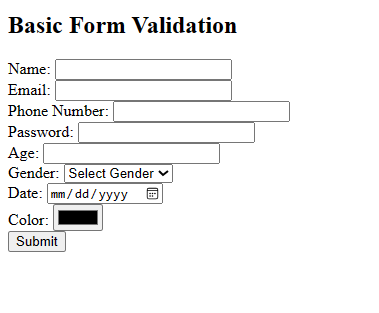 Basic Form Validation
Name:
Email:
Phone Number:
Password:
Age:
Gender: Select Gender
Date: mm/dd/yyyy
Color:
Submit